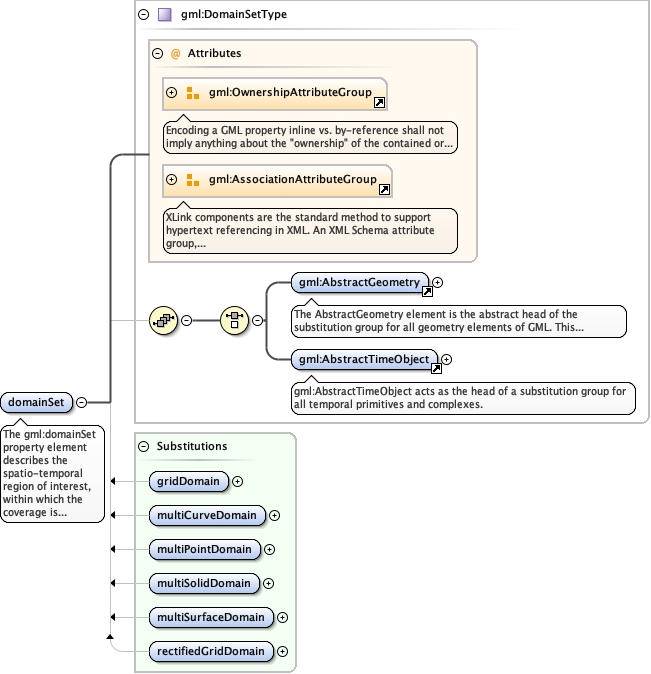 gml:DomainSetType
@ Attributes
gml:OwnershipAttributeGroup
Encoding a GML property inline vs. by-reference shall not
imply anything about the "ownership" of the contained or...
gml:AssociationAttributeGroup
XLink components are the standard method to support
hypertext referencing in XML. An XML Schema attribute
group,...
gml:AbstractGeometry
The AbstractGeometry element is the abstract head of the
substitution group for all geometry elements of GML. This...
gml:AbstractTimeObject
gml:AbstractTimeObject acts as the head of a substitution group for
all temporal primitives and complexes.
domainSet
The gml:domainSet
property element
describes the
spatio-temporal
region of interest,
within which the
coverage is...
Substitutions
gridDomain
multiCurveDomain
multiPointDomain
multiSolidDomain
multiSurfaceDomain
rectifiedGridDomain